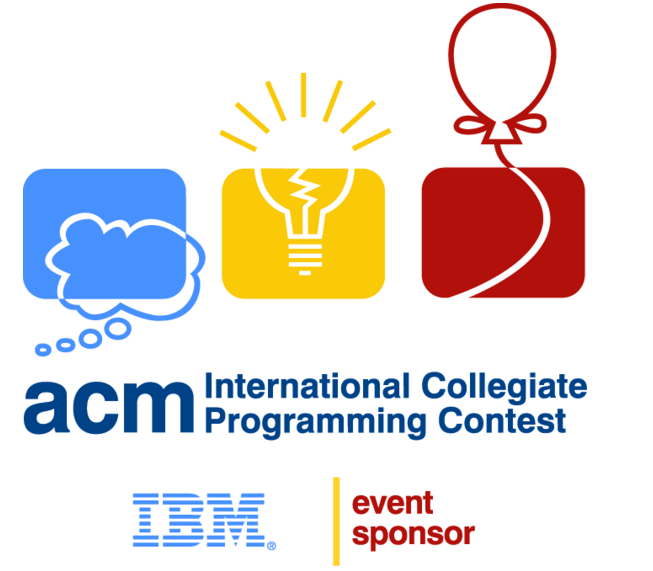 acm International Collegiate
Programming Contest
IBM®
event
sponsor